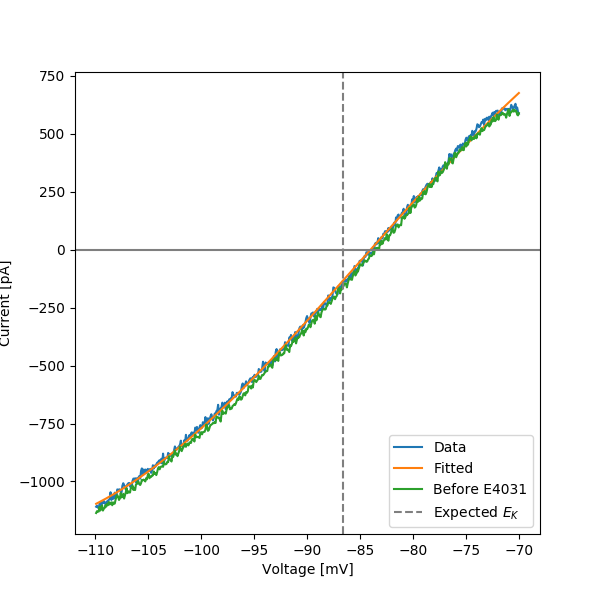 750
500
250
0
−250
−500
−750
−1000
Current [pA]
−110 −105 −100 −95 −90 −85 −80 −75 −70
Voltage [mV]
Data
Fitted
Before E4031
Expected E_K